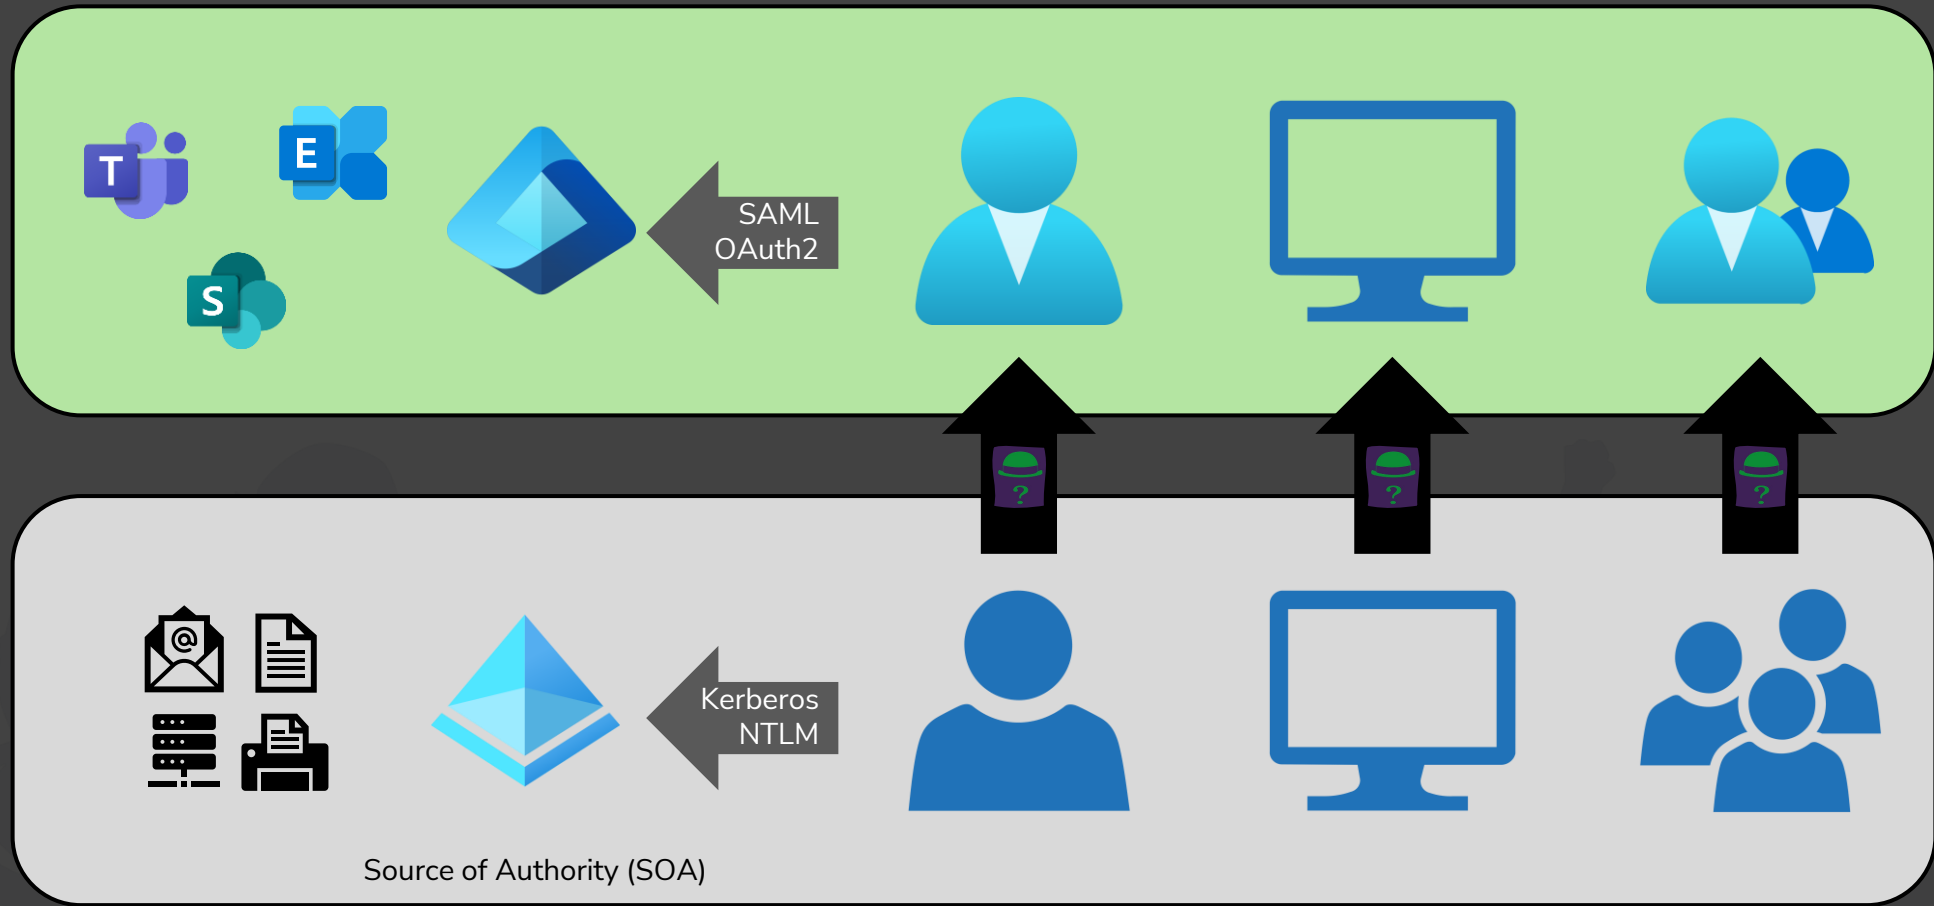 T
E
S
SAML
OAuth2
?
?
?
@
Kerberos
NTLM
Source of Authority (SOA)